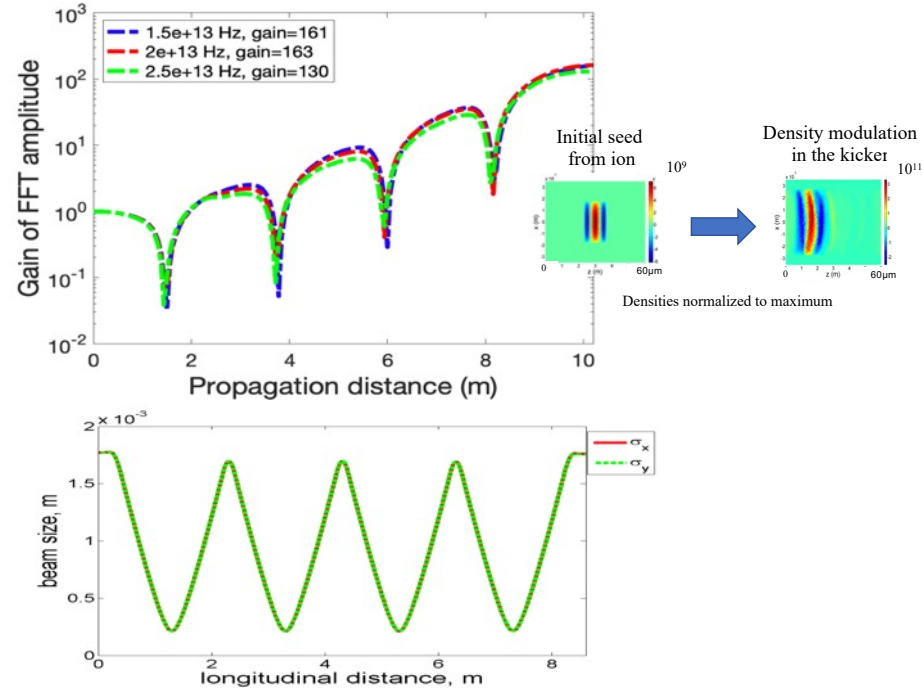 10³
10²
10¹
10⁰
10⁻¹
10⁻²
Gain of FFT amplitude
1.5e+13 Hz, gain=161
2e+13 Hz, gain=163
2.5e+13 Hz, gain=130
0 2 4 6 8 10
Propagation distance (m)
Initial seed
from ion
10⁹
x (m)
0
z (m)
60μm
Density modulation
in the kicker
10¹¹
x (m)
0
z (m)
60μm
Densities normalized to maximum
2 × 10⁻³
1.5
1
0.5
0
beam size, m
σx
σy
0 2 4 6 8
longitudinal distance, m